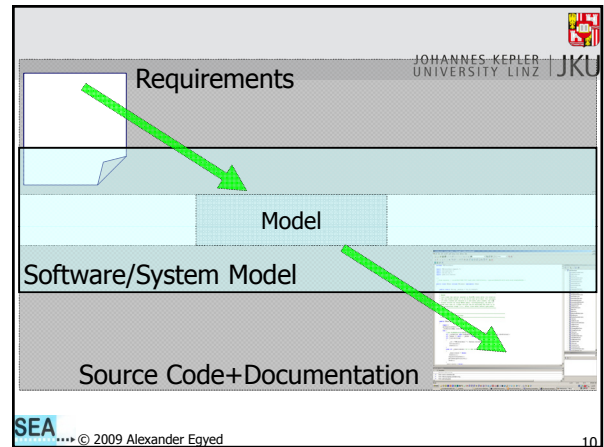 JOHANNES KEPLER
UNIVERSITY LINZ
JKU
Requirements
Model
Software/System Model
Source Code+Documentation
SEA
© 2009 Alexander Egyed
10